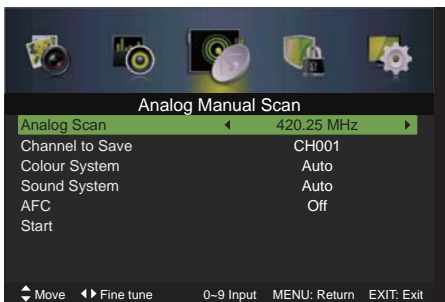 Analog Manual Scan
Analog Scan 420.25 MHz
Channel to Save CH001
Colour System Auto
Sound System Auto
AFC Off
Start
Move Fine tune 0~9 Input MENU: Return EXIT: Exit